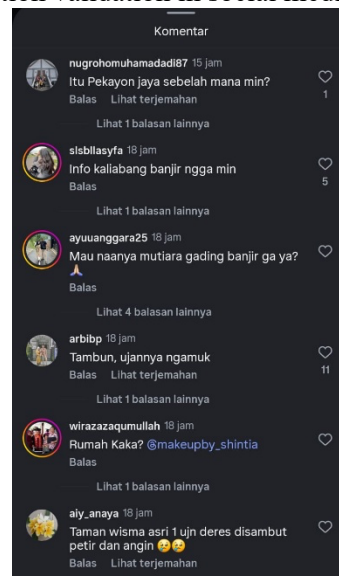 Komentar
nugrohomuhamadadi87 15 jam
Itu Pekayon jaya sebelah mana min?
1
Balas Lihat terjemahan
Lihat 1 balasan lainnya
slsbllasyfa 18 jam
Info kaliabang banjir ngga min
5
Balas
Lihat 1 balasan lainnya
ayuuanggara25 18 jam
Mau naanya mutiara gading banjir ga ya?
🙏
Balas
Lihat 4 balasan lainnya
arbibp 18 jam
Tambun, ujannya ngamuk
11
Balas Lihat terjemahan
Lihat 1 balasan lainnya
wirazazaqumullah 18 jam
Rumah Kaka? @makeupby_shintia
Balas
Lihat 1 balasan lainnya
aiy_anaya 18 jam
Taman wisma asri 1 ujn deres disambut
petir dan angin 😢😢
Balas Lihat terjemahan